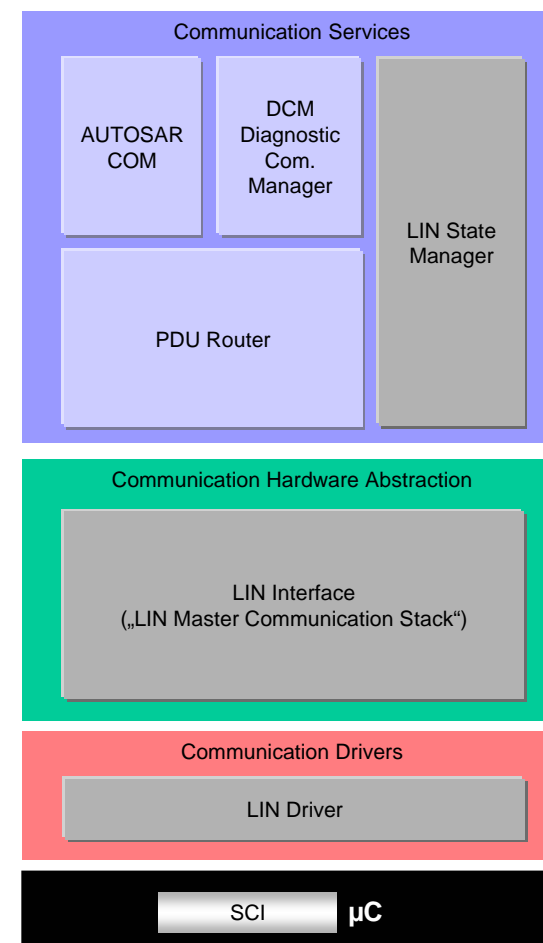 Communication Services
AUTOSAR
COM
DCM
Diagnostic
Com.
Manager
LIN State
Manager
PDU Router
Communication Hardware Abstraction
LIN Interface
(„LIN Master Communication Stack“)
Communication Drivers
LIN Driver
SCI
µC